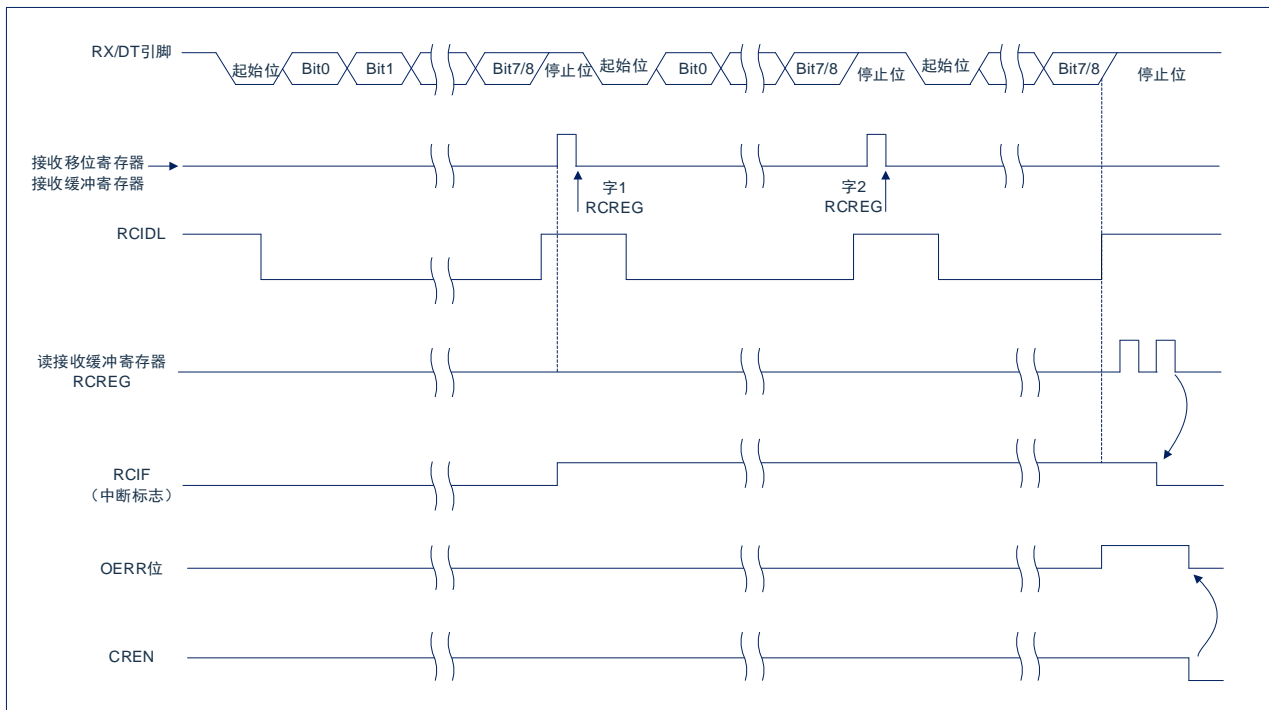 RX/DT引脚
起始位 Bit0 Bit1 Bit7/8 停止位 起始位 Bit0 Bit7/8 停止位 起始位 Bit7/8 停止位
接收移位寄存器
接收缓冲寄存器
字1
RCREG
字2
RCREG
RCIDL
读接收缓冲寄存器
RCREG
RCIF
（中断标志）
OERR位
CREN